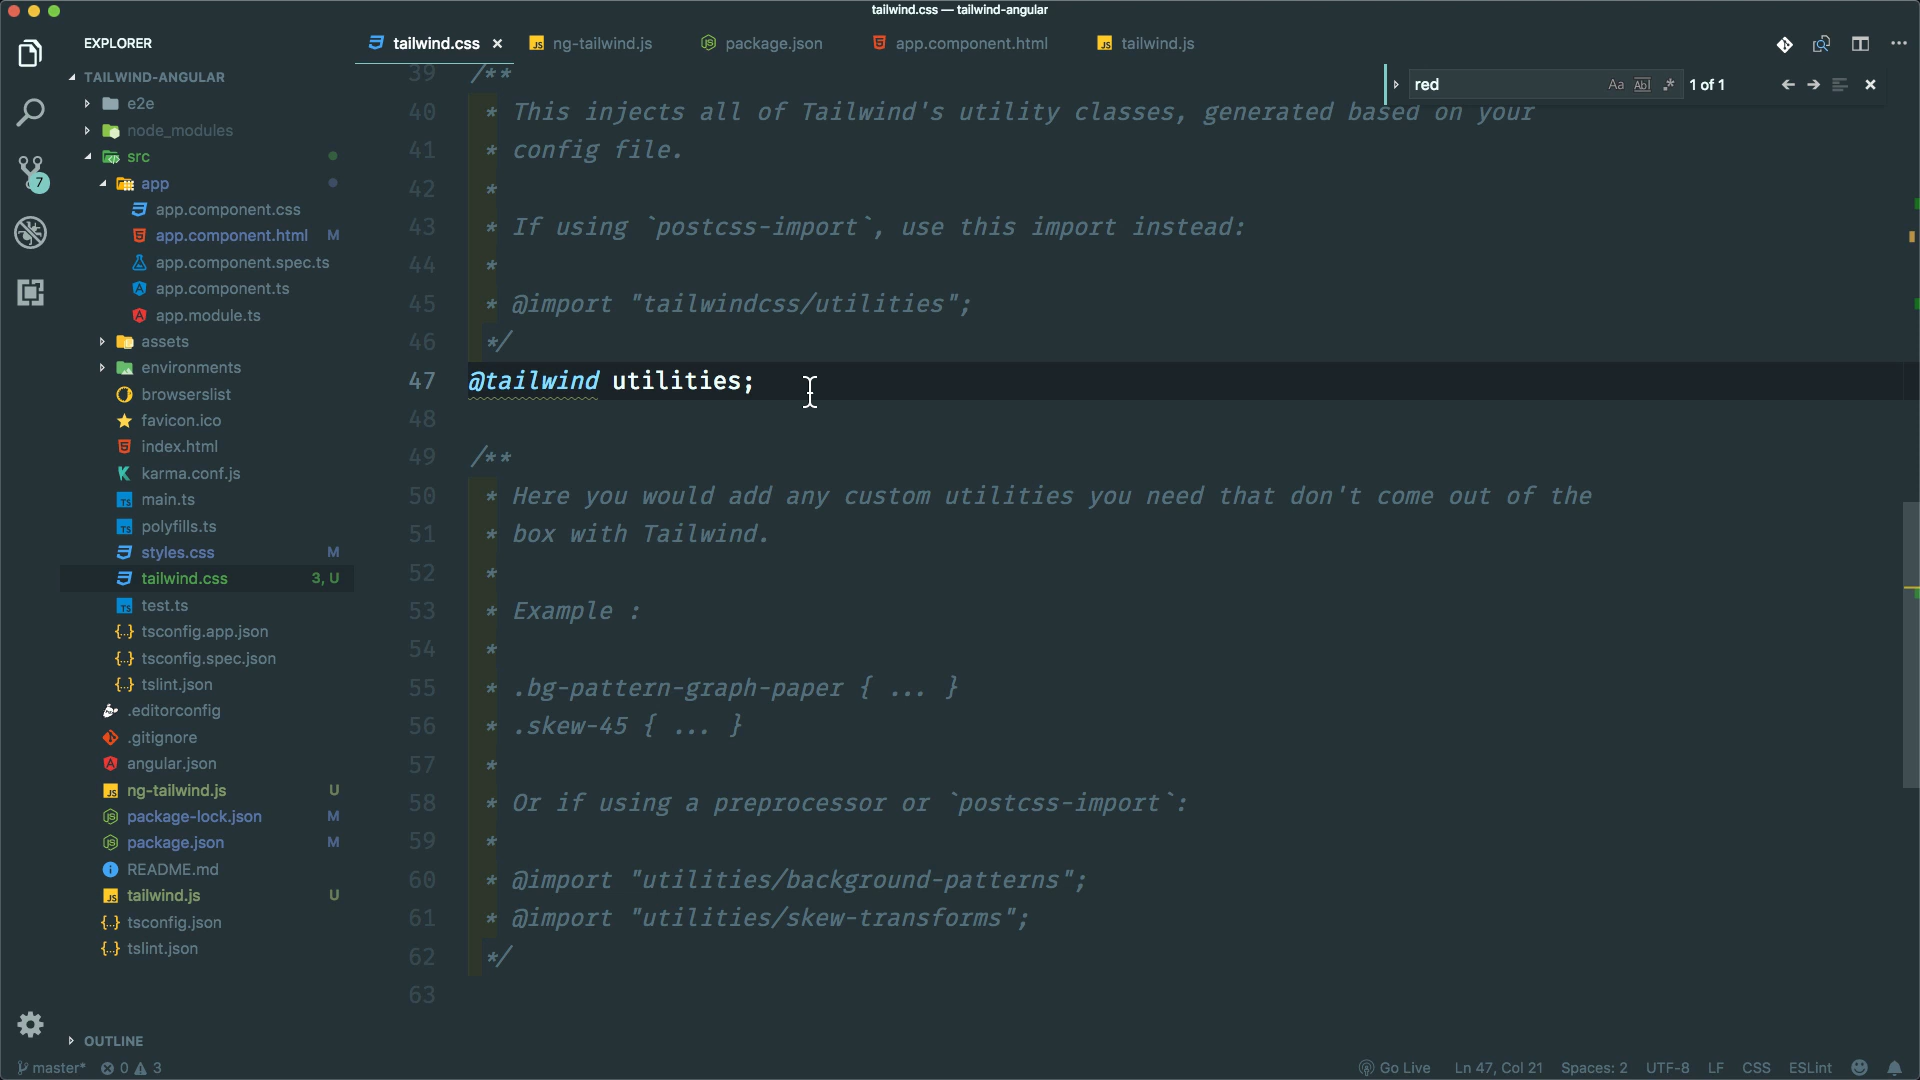 tailwind.css — tailwind-angular
EXPLORER
TAILWIND-ANGULAR
e2e
node_modules
src
app
app.component.css
app.component.html M
app.component.spec.ts
app.component.ts
app.module.ts
assets
environments
browserslist
favicon.ico
index.html
karma.conf.js
main.ts
polyfills.ts
styles.css M
tailwind.css 3, U
test.ts
tsconfig.app.json
tsconfig.spec.json
tslint.json
.editorconfig
.gitignore
angular.json
ng-tailwind.js U
package-lock.json M
package.json M
README.md
tailwind.js U
tsconfig.json
tslint.json
OUTLINE
7
tailwind.css ng-tailwind.js package.json app.component.html tailwind.js
red Aa Abl .* 1 of 1
39 /**
40 * This injects all of Tailwind's utility classes, generated based on your
41 * config file.
42 *
43 * If using `postcss-import`, use this import instead:
44 *
45 * @import "tailwindcss/utilities";
46 */
47 @tailwind utilities;
48
49 /**
50 * Here you would add any custom utilities you need that don't come out of the
51 * box with Tailwind.
52 *
53 * Example :
54 *
55 * .bg-pattern-graph-paper { ... }
56 * .skew-45 { ... }
57 *
58 * Or if using a preprocessor or `postcss-import`:
59 *
60 * @import "utilities/background-patterns";
61 * @import "utilities/skew-transforms";
62 */
63
master* 0 3 Go Live Ln 47, Col 21 Spaces: 2 UTF-8 LF CSS ESLint